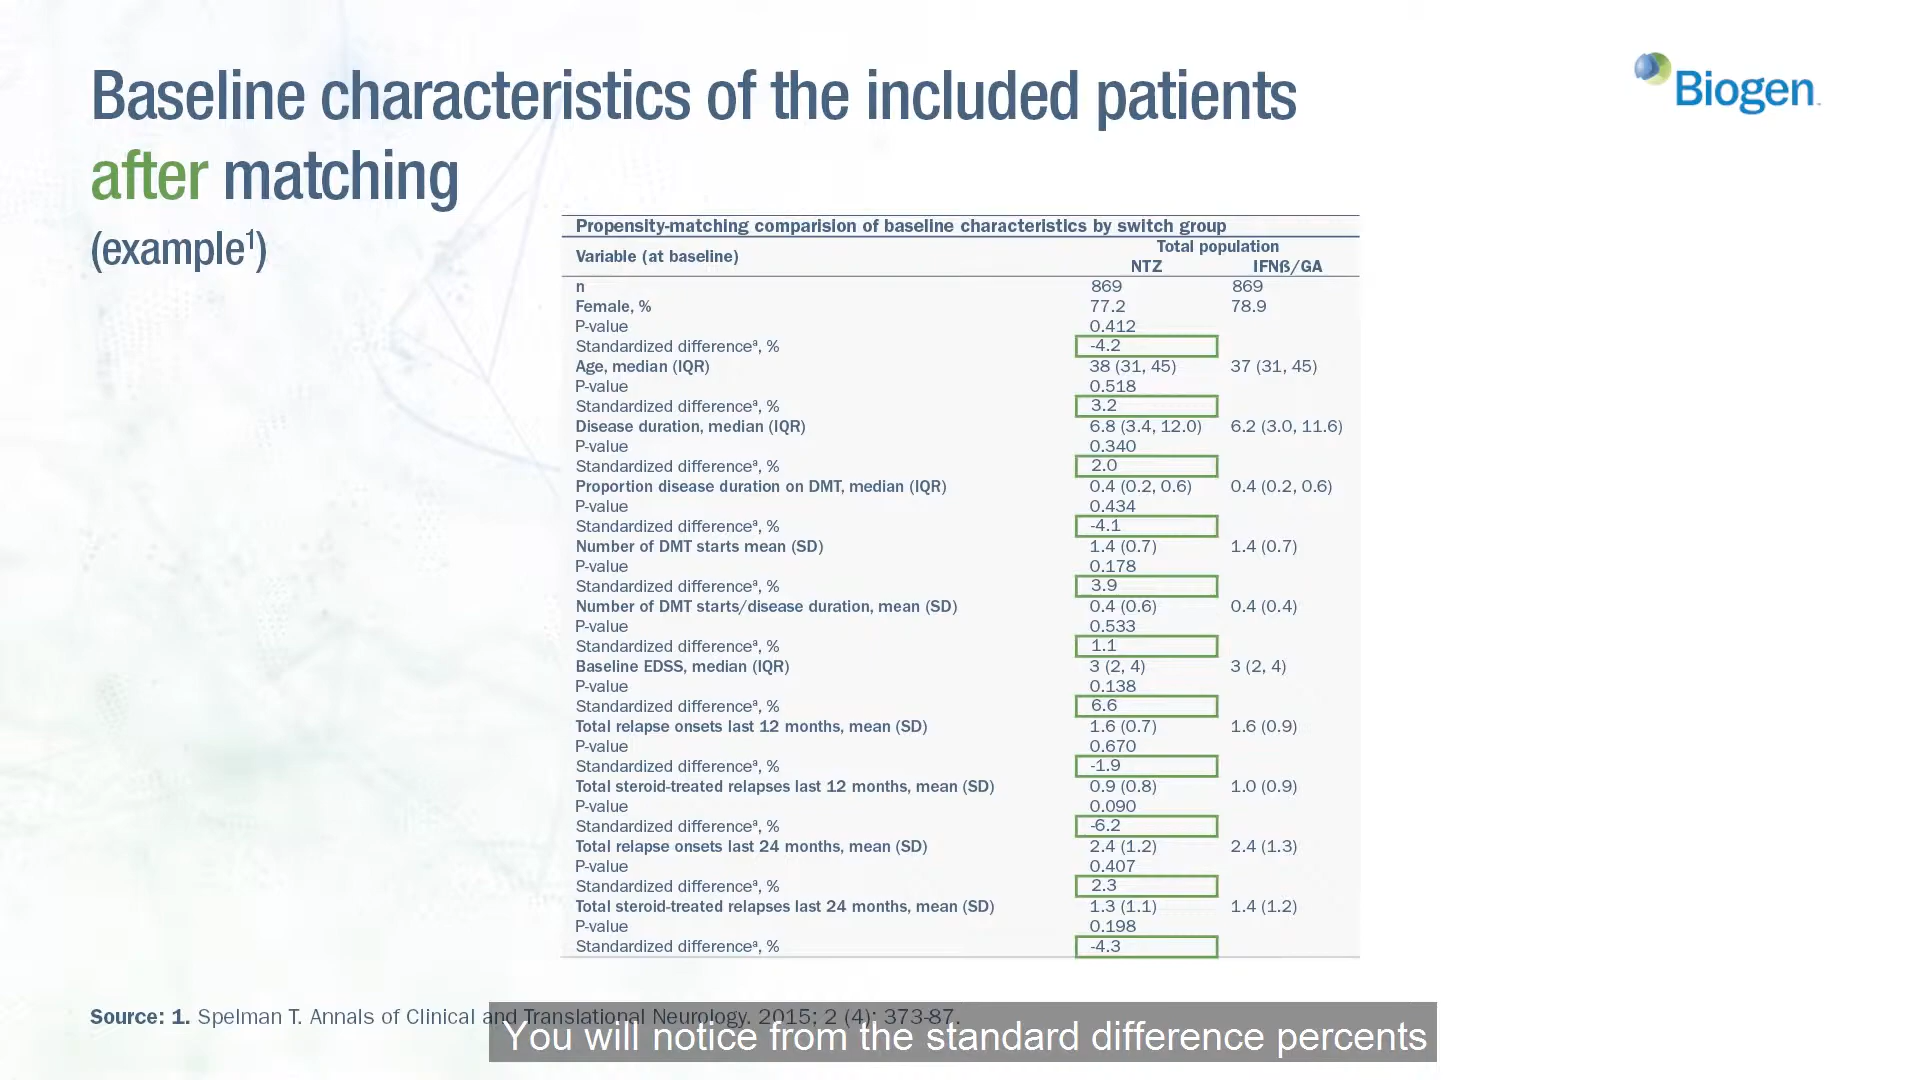 Baseline characteristics of the included patients
after matching
(example¹)
Biogen
Propensity-matching comparision of baseline characteristics by switch group
Variable (at baseline) Total population
NTZ IFNß/GA
n 869 869
Female, % 77.2 78.9
P-value 0.412
Standardized differenceª, % -4.2
Age, median (IQR) 38 (31, 45) 37 (31, 45)
P-value 0.518
Standardized differenceª, % 3.2
Disease duration, median (IQR) 6.8 (3.4, 12.0) 6.2 (3.0, 11.6)
P-value 0.340
Standardized differenceª, % 2.0
Proportion disease duration on DMT, median (IQR) 0.4 (0.2, 0.6) 0.4 (0.2, 0.6)
P-value 0.434
Standardized differenceª, % -4.1
Number of DMT starts mean (SD) 1.4 (0.7) 1.4 (0.7)
P-value 0.178
Standardized differenceª, % 3.9
Number of DMT starts/disease duration, mean (SD) 0.4 (0.6) 0.4 (0.4)
P-value 0.533
Standardized differenceª, % 1.1
Baseline EDSS, median (IQR) 3 (2, 4) 3 (2, 4)
P-value 0.138
Standardized differenceª, % 6.6
Total relapse onsets last 12 months, mean (SD) 1.6 (0.7) 1.6 (0.9)
P-value 0.670
Standardized differenceª, % -1.9
Total steroid-treated relapses last 12 months, mean (SD) 0.9 (0.8) 1.0 (0.9)
P-value 0.090
Standardized differenceª, % -6.2
Total relapse onsets last 24 months, mean (SD) 2.4 (1.2) 2.4 (1.3)
P-value 0.407
Standardized differenceª, % 2.3
Total steroid-treated relapses last 24 months, mean (SD) 1.3 (1.1) 1.4 (1.2)
P-value 0.198
Standardized differenceª, % -4.3
Source: 1. Spelman T. Annals of Clinical and Translational Neurology. 2015; 2 (4): 373-87.
You will notice from the standard difference percents